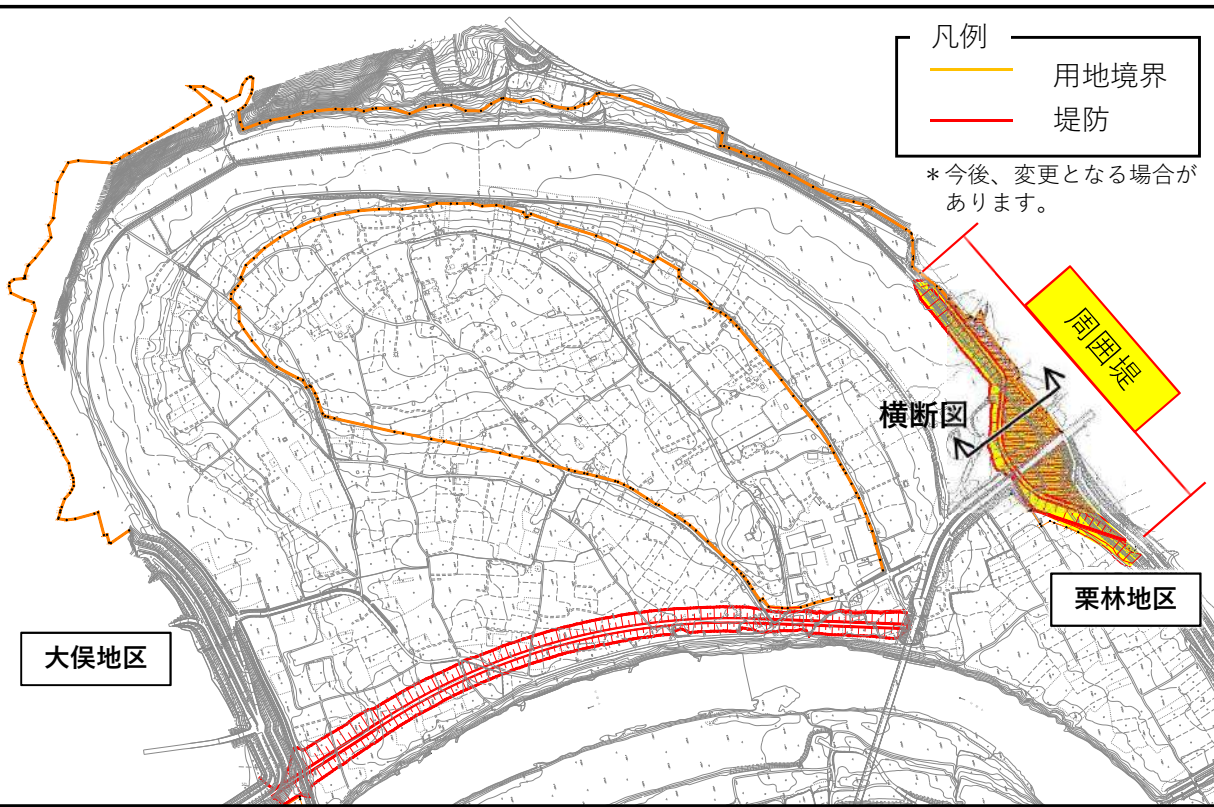 凡例
用地境界
堤防
*今後、変更となる場合が
あります。
周囲堤
横断図
栗林地区
大俣地区